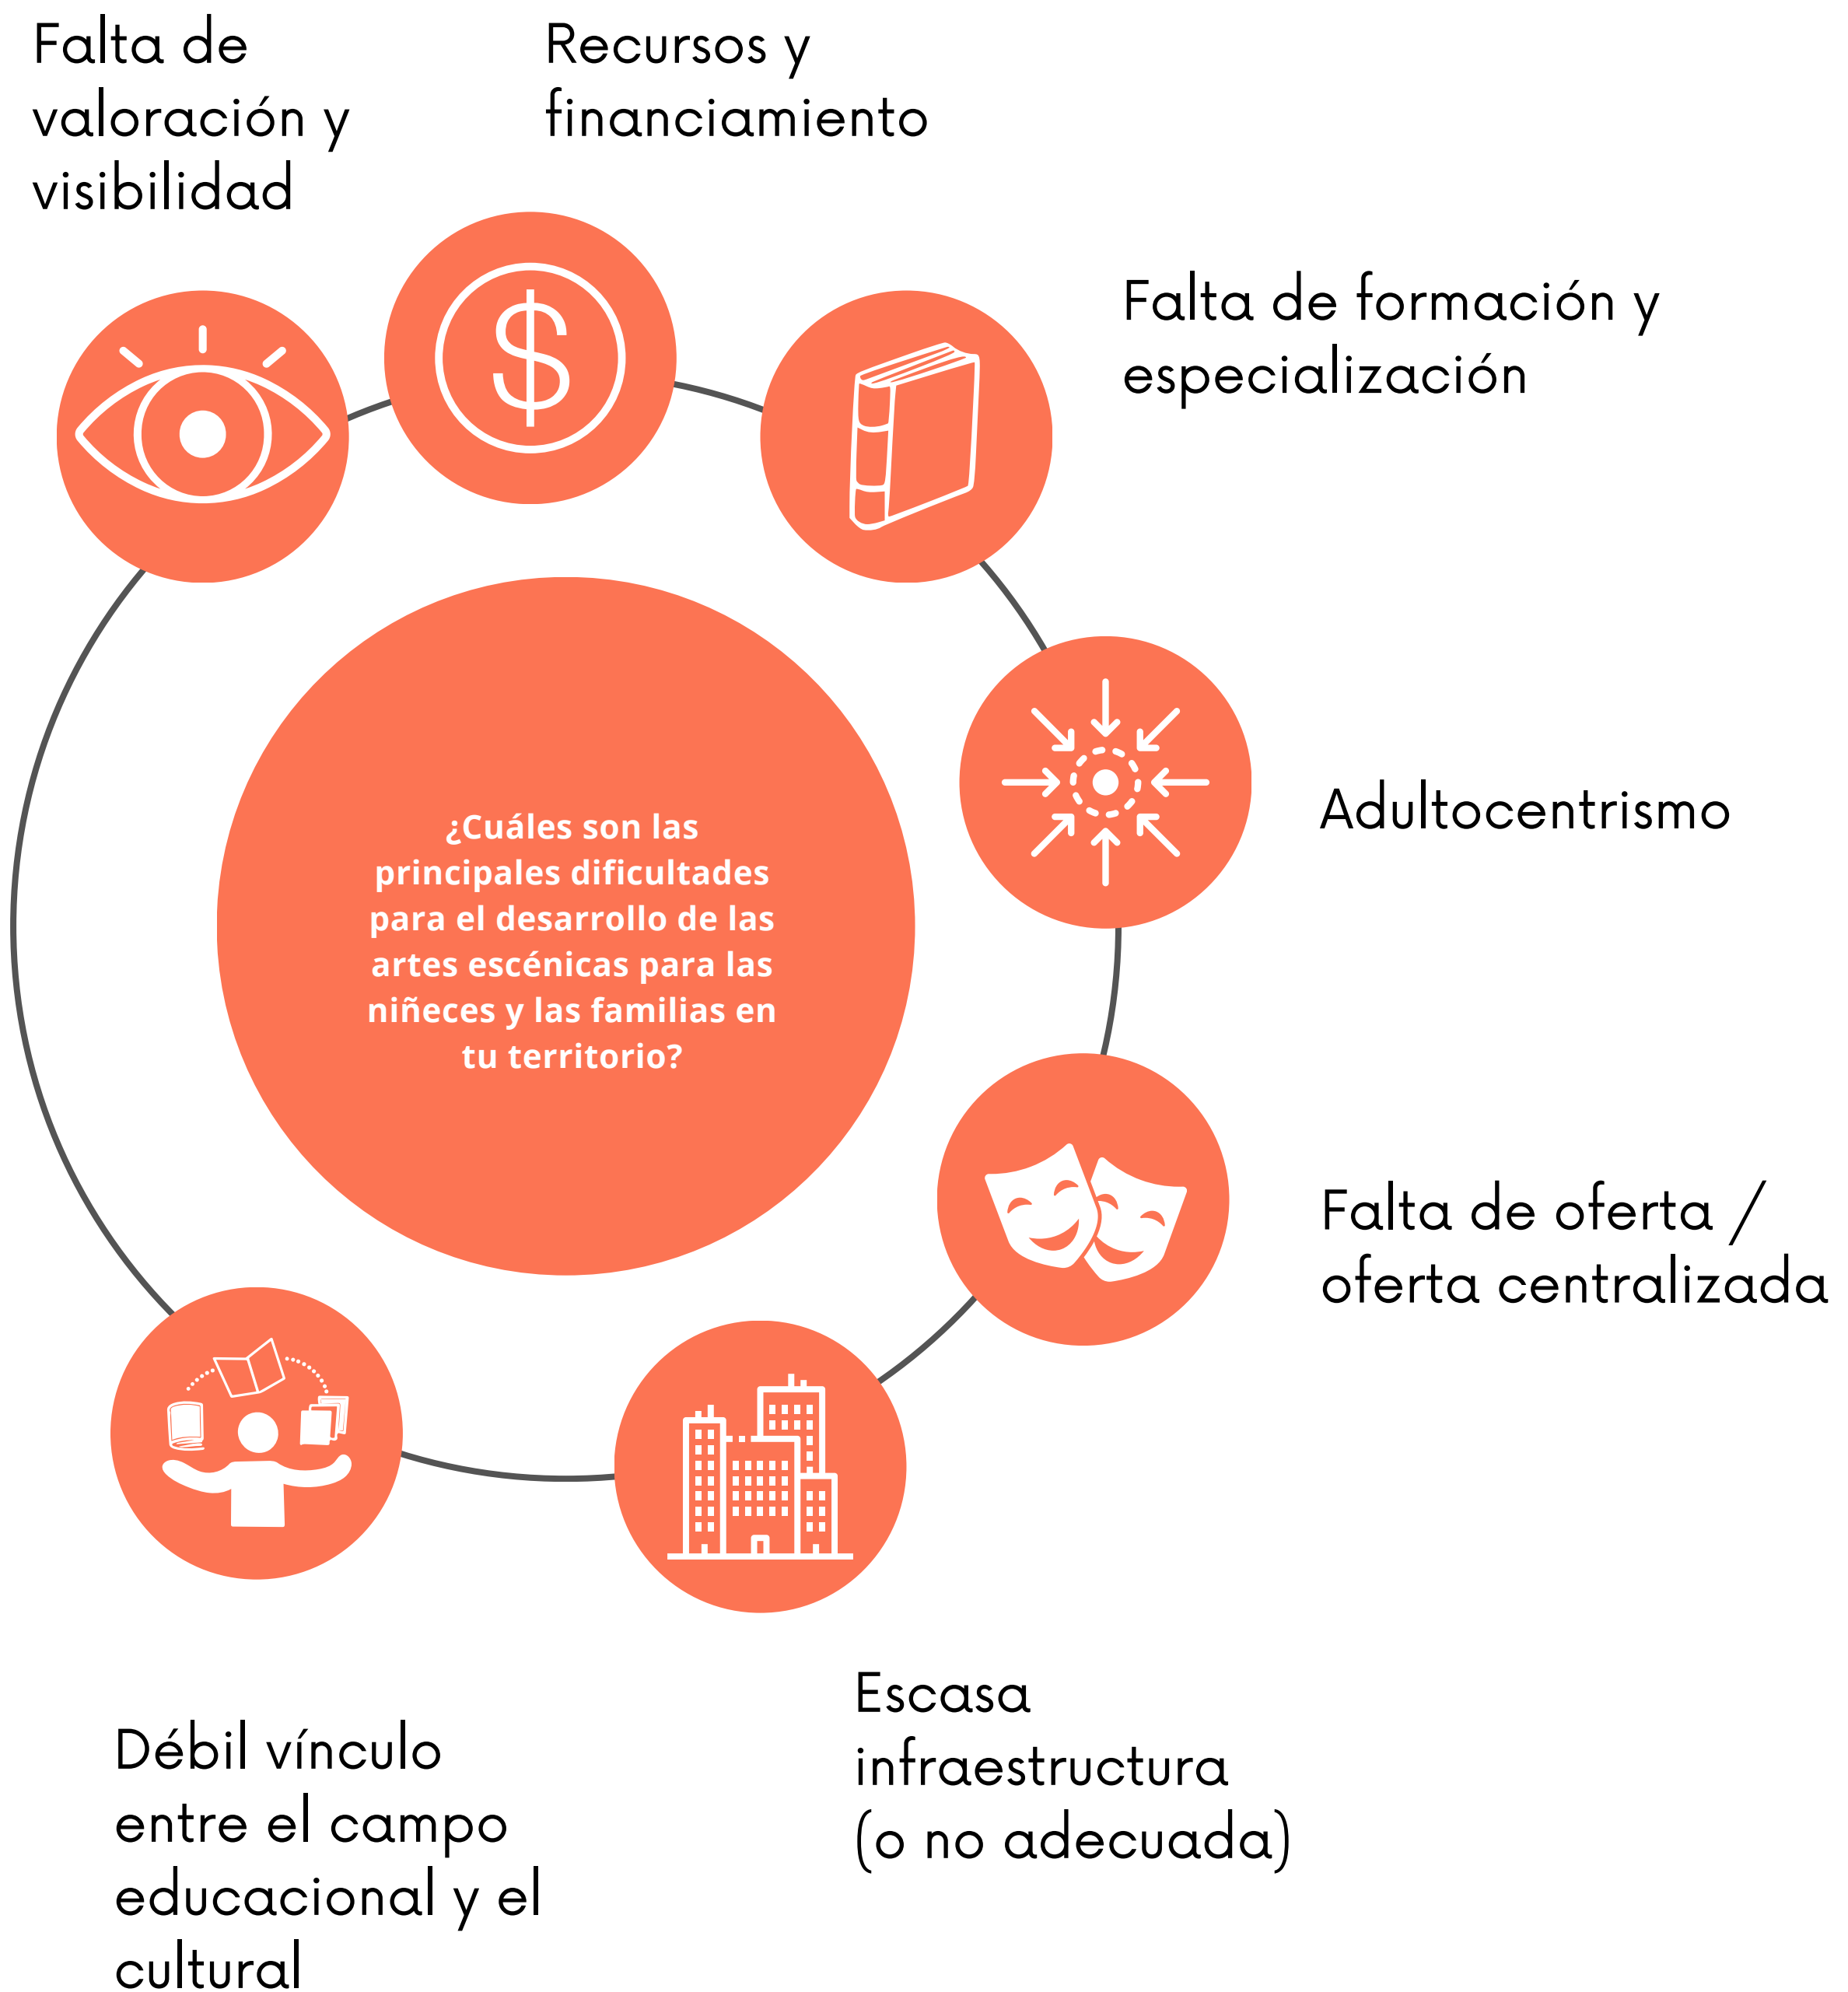 Falta de
valoración y
visibilidad
Recursos y
financiamiento
Falta de formación y
especialización
Adultocentrismo
¿Cuáles son las
principales dificultades
para el desarrollo de las
artes escénicas para las
niñeces y las familias en
tu territorio?
Falta de oferta /
oferta centralizada
Escasa
infraestructura
(o no adecuada)
Débil vínculo
entre el campo
educacional y el
cultural